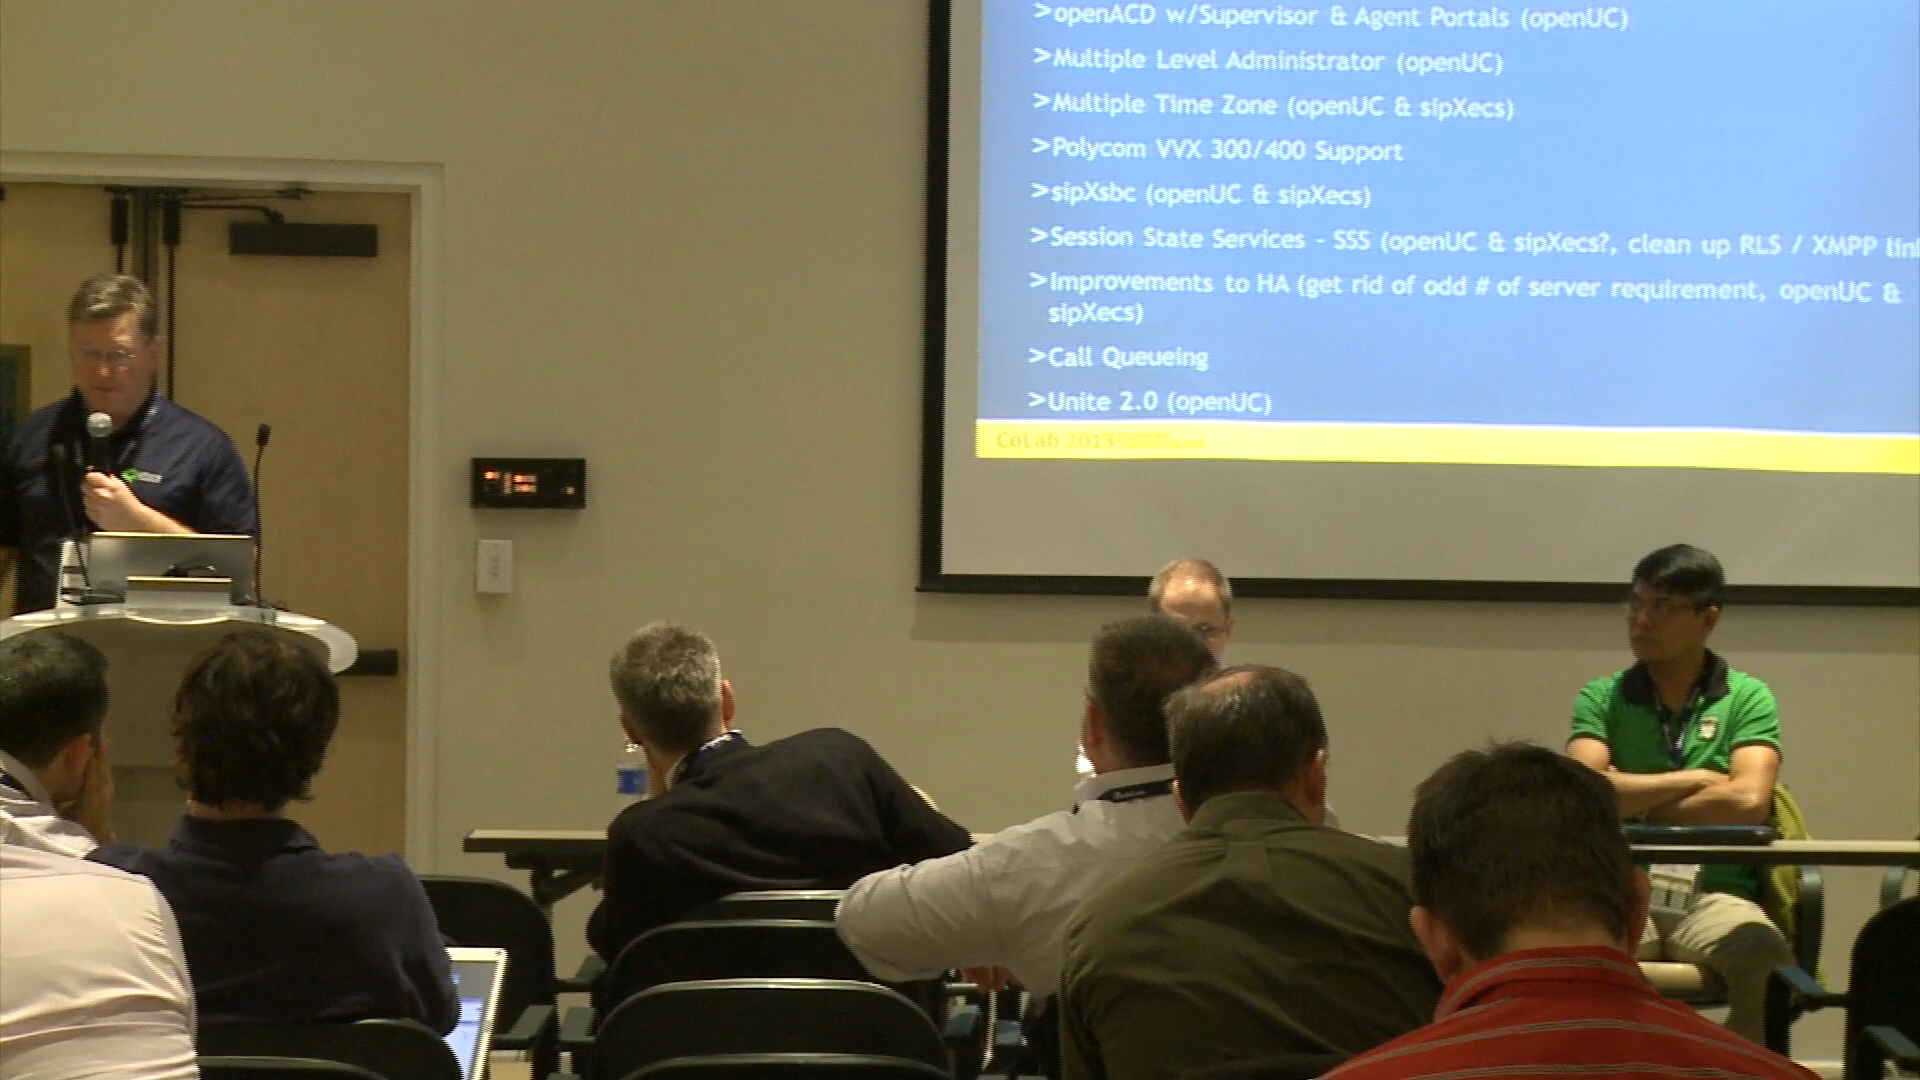 >openACD w/Supervisor & Agent Portals (openUC)
>Multiple Level Administrator (openUC)
>Multiple Time Zone (openUC & sipXecs)
>Polycom VVX 300/400 Support
>sipXsbc (openUC & sipXecs)
>Session State Services - SSS (openUC & sipXecs?, clean up RLS / XMPP
>Improvements to HA (get rid of odd # of server requirement, openUC &
sipXecs)
>Call Queueing
>Unite 2.0 (openUC)
CoLab 2013